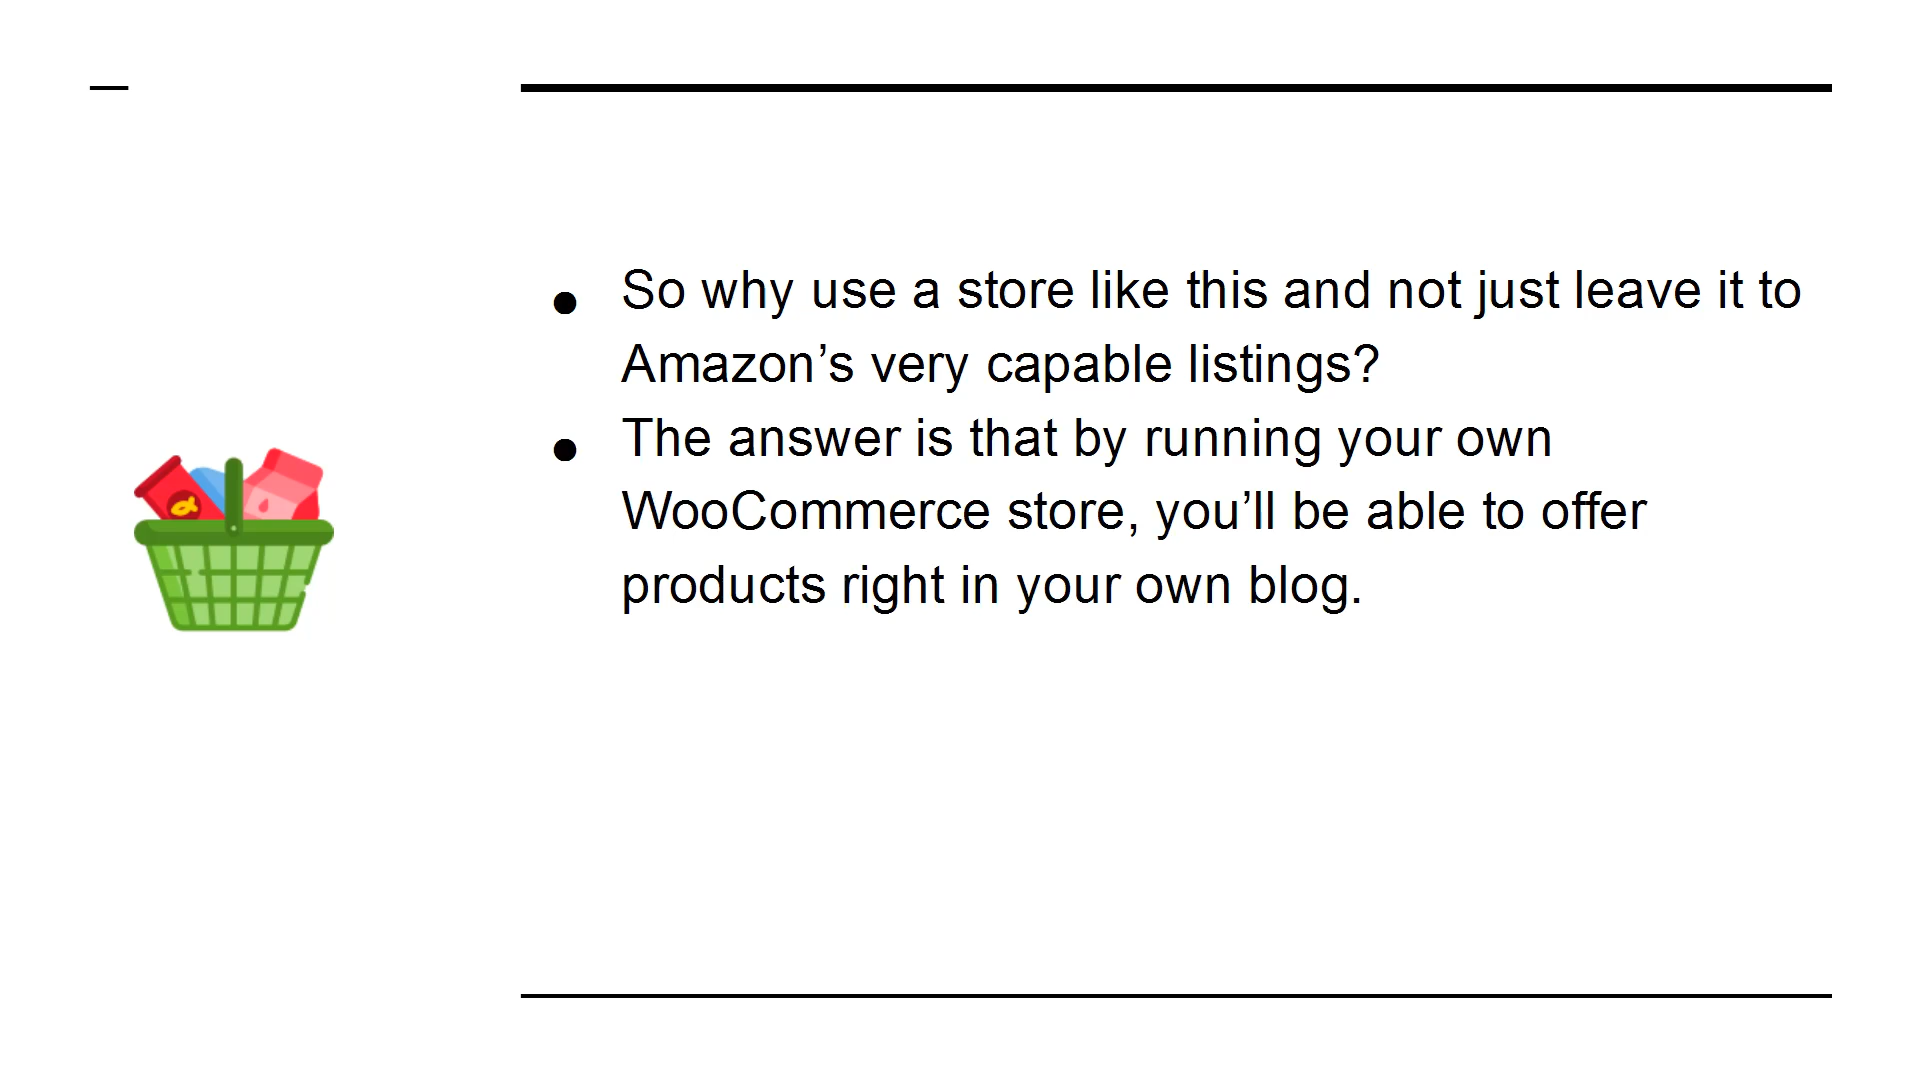 ● So why use a store like this and not just leave it to
Amazon’s very capable listings?
● The answer is that by running your own
WooCommerce store, you’ll be able to offer
products right in your own blog.